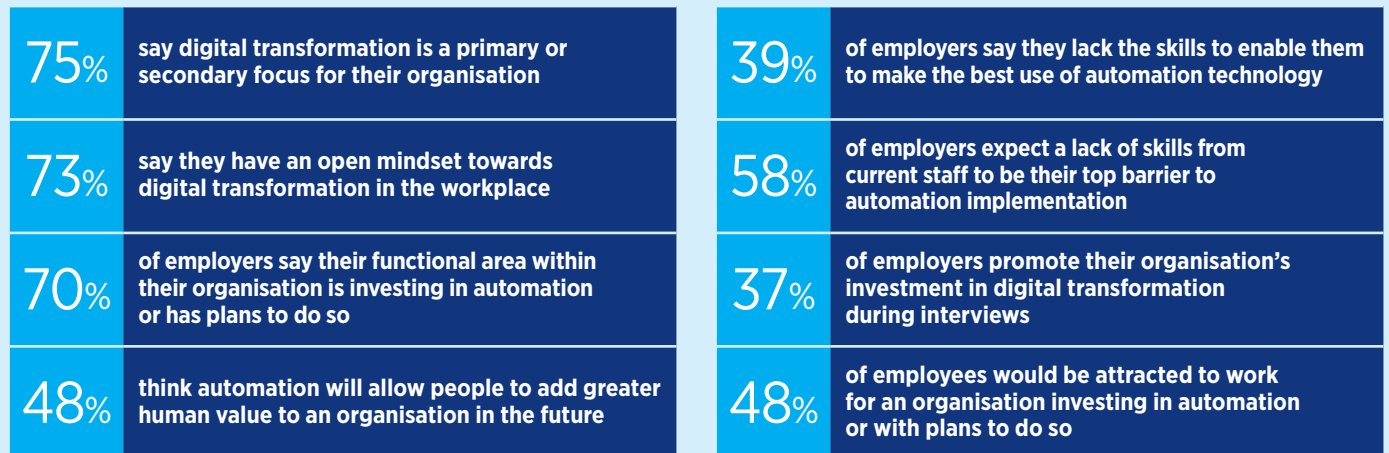 75%
say digital transformation is a primary or
secondary focus for their organisation
73%
say they have an open mindset towards
digital transformation in the workplace
70%
of employers say their functional area within
their organisation is investing in automation
or has plans to do so
48%
think automation will allow people to add greater
human value to an organisation in the future
39%
of employers say they lack the skills to enable them
to make the best use of automation technology
58%
of employers expect a lack of skills from
current staff to be their top barrier to
automation implementation
37%
of employers promote their organisation’s
investment in digital transformation
during interviews
48%
of employees would be attracted to work
for an organisation investing in automation
or with plans to do so